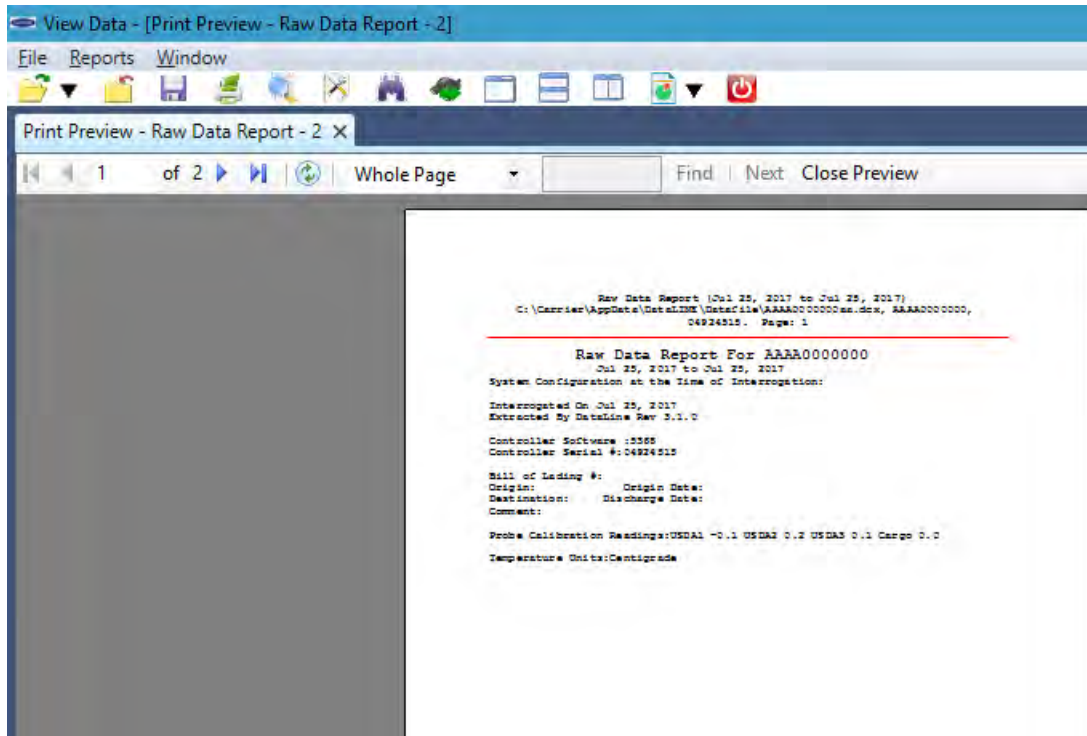 View Data - [Print Preview - Raw Data Report - 2]
File Reports Window
Print Preview - Raw Data Report - 2 X
1 of 2 Whole Page Find Next Close Preview
Raw Data Report (Jul 25, 2017 to Jul 25, 2017)
C:\Carrier\AppData\DataLINE\Datafile\AAAA0000000aa.dcx, AAAA0000000,
04924515. Page: 1
Raw Data Report For AAAA0000000
Jul 25, 2017 to Jul 25, 2017
System Configuration at the Time of Interrogation:
Interrogated On Jul 25, 2017
Extracted By DataLine Rev 3.1.0
Controller Software :5368
Controller Serial #:04924515
Bill of Lading #:
Origin: Origin Date:
Destination: Discharge Date:
Comment:
Probe Calibration Readings:USDA1 -0.1 USDA2 0.2 USDA3 0.1 Cargo 0.0
Temperature Units:Centigrade